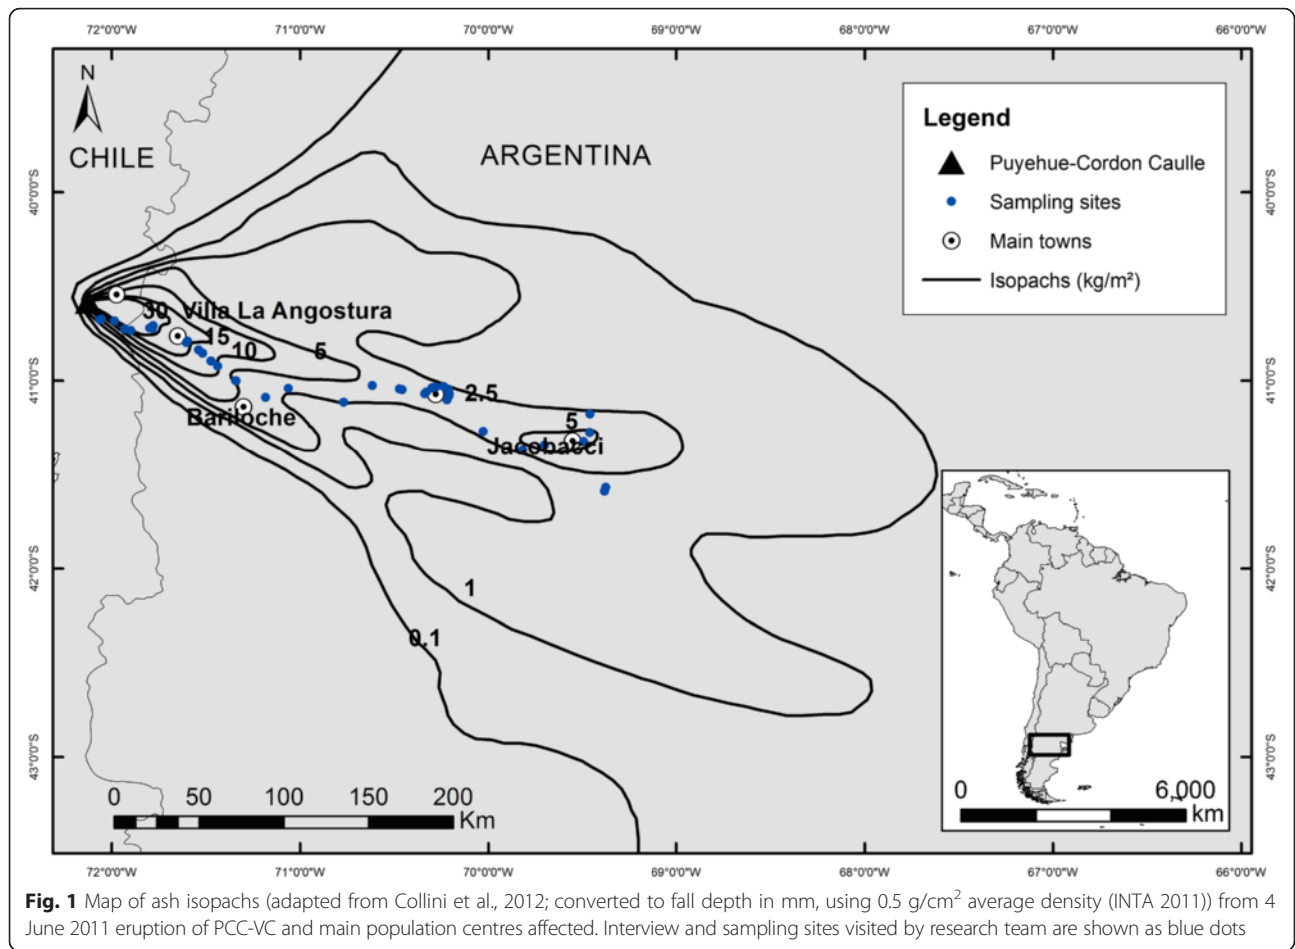 72°0'0"W 71°0'0"W 70°0'0"W 69°0'0"W 68°0'0"W 67°0'0"W 66°0'0"W
N
CHILE
ARGENTINA
Legend
Puyehue-Cordon Caulle
Sampling sites
Main towns
Isopachs (kg/m²)
40°0'0"S
40°0'0"S
30 Villa La Angostura
15
10
5
41°0'0"S
41°0'0"S
2.5
Bariloche
5
Jacobacci
42°0'0"S
42°0'0"S
1
0.1
43°0'0"S
43°0'0"S
0 50 100 150 200
Km
0 6,000
km
72°0'0"W 71°0'0"W 70°0'0"W 69°0'0"W 68°0'0"W 67°0'0"W 66°0'0"W
Fig. 1 Map of ash isopachs (adapted from Collini et al., 2012; converted to fall depth in mm, using 0.5 g/cm² average density (INTA 2011)) from 4
June 2011 eruption of PCC-VC and main population centres affected. Interview and sampling sites visited by research team are shown as blue dots